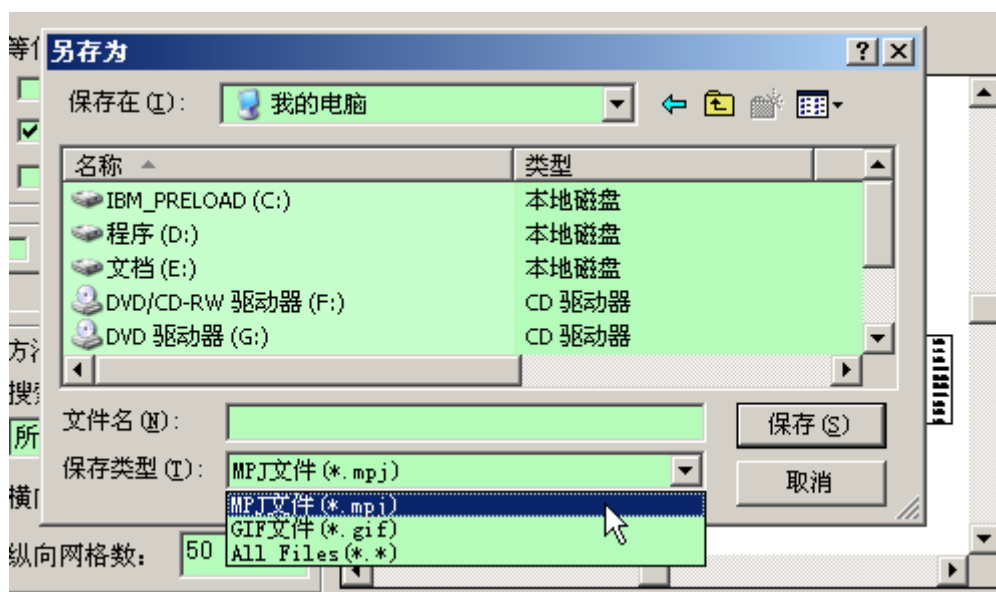 另存为
保存在(I):
我的电脑
名称 类型
IBM_PRELOAD (C:) 本地磁盘
程序 (D:) 本地磁盘
文档 (E:) 本地磁盘
DVD/CD-RW 驱动器 (F:) CD 驱动器
DVD 驱动器 (G:) CD 驱动器
文件名(N):
保存(S)
保存类型(T): MPJ文件(*.mpj)
取消
MPJ文件(*.mpj)
GIF文件(*.gif)
All Files(*.*)
纵向网格数: 50